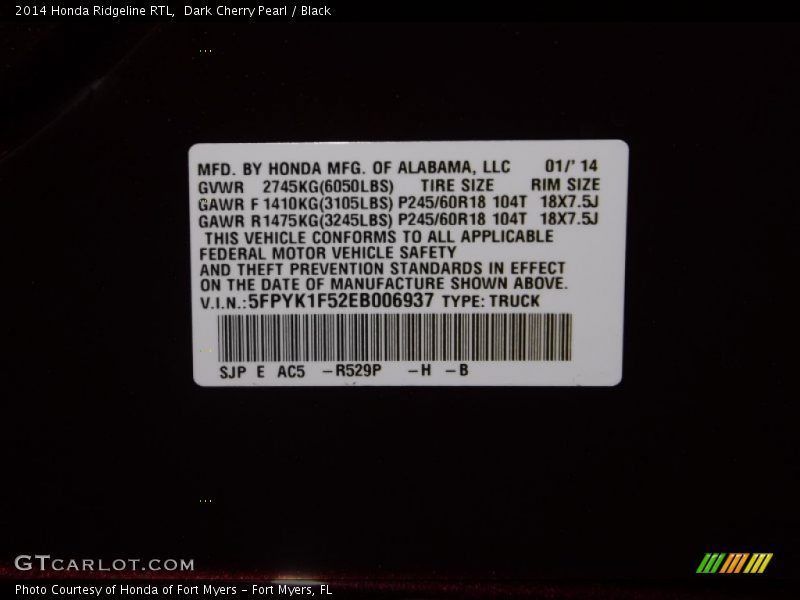 2014 Honda Ridgeline RTL, Dark Cherry Pearl / Black
MFD. BY HONDA MFG. OF ALABAMA, LLC 01/' 14
GVWR 2745KG(6050LBS) TIRE SIZE RIM SIZE
GAWR F 1410KG(3105LBS) P245/60R18 104T 18X7.5J
GAWR R1475KG(3245LBS) P245/60R18 104T 18X7.5J
THIS VEHICLE CONFORMS TO ALL APPLICABLE
FEDERAL MOTOR VEHICLE SAFETY
AND THEFT PREVENTION STANDARDS IN EFFECT
ON THE DATE OF MANUFACTURE SHOWN ABOVE.
V.I.N.:5FPYK1F52EB006937 TYPE: TRUCK
SJP E AC5 -R529P -H -B
GTCARLOT.COM
Photo Courtesy of Honda of Fort Myers - Fort Myers, FL